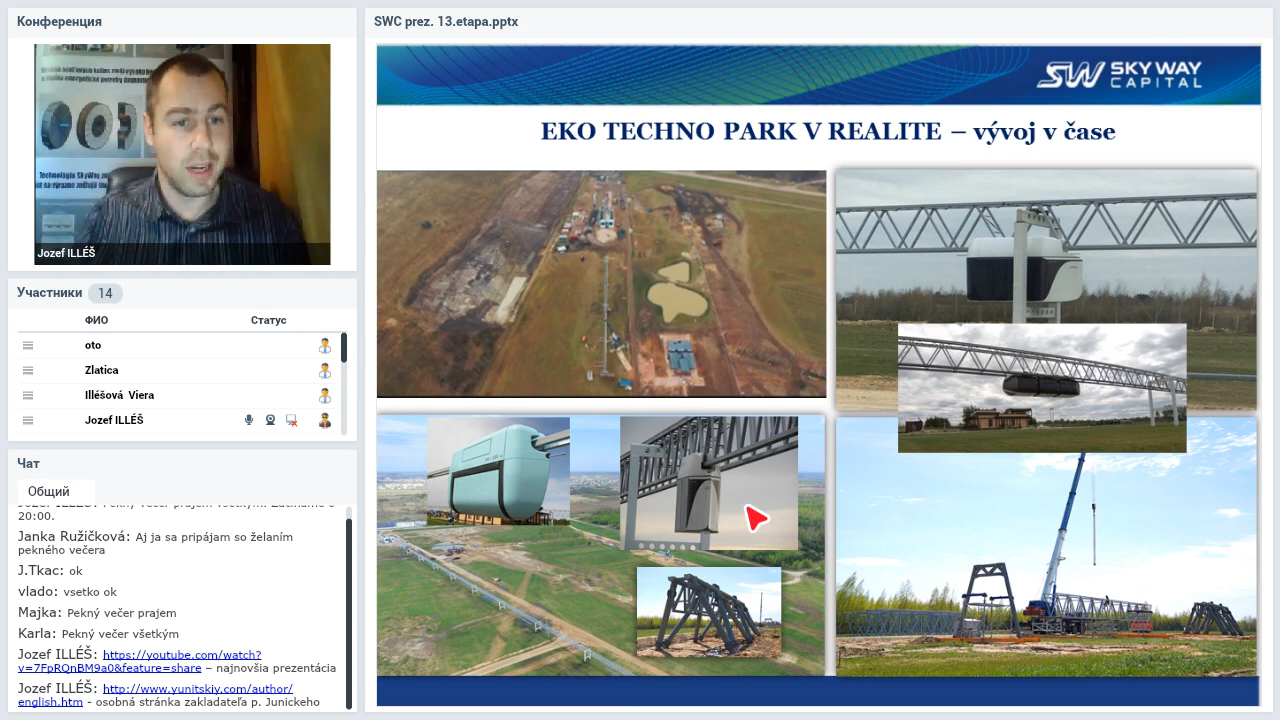 Конференция
Technológia SkyWay je
Jozef ILLÉŠ
Участники 14
ФИО Статус
oto
Zlatica
Illéšová Viera
Jozef ILLÉŠ
Чат
Общий
20:00.
Janka Ružičková: Aj ja sa pripájam so želaním
pekného večera
J.Tkac: ok
vlado: vsetko ok
Majka: Pekný večer prajem
Karla: Pekný večer všetkým
Jozef ILLÉŠ: https://youtube.com/watch?
v=7FpRQnBM9a0&feature=share – najnovšia prezentácia
Jozef ILLÉŠ: http://www.yunitskiy.com/author/
english.htm - osobná stránka zakladateľa p. Junického
SWC prez. 13.etapa.pptx
SW SKY WAY
CAPITAL
EKO TECHNO PARK V REALITE – vývoj v čase